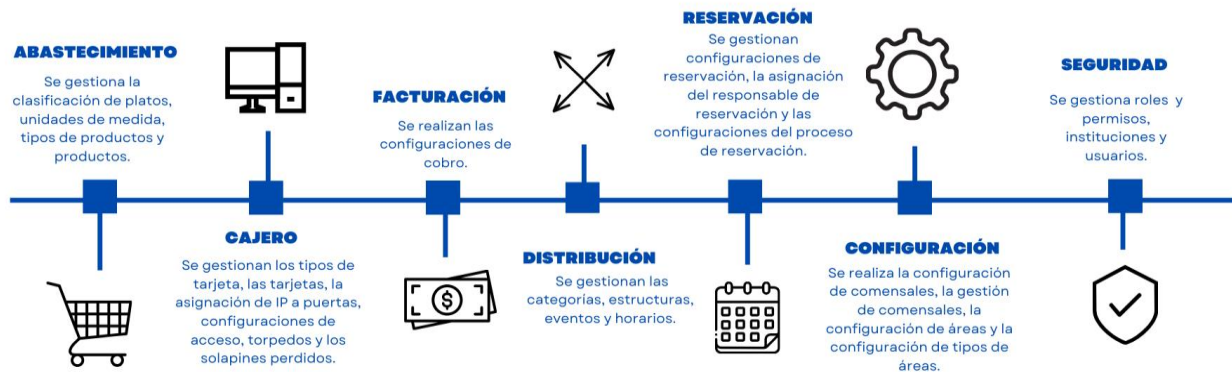 ABASTECIMIENTO
Se gestiona la
clasificación de platos,
unidades de medida,
tipos de productos y
productos.
CAJERO
Se gestionan los tipos de
tarjeta, las tarjetas, la
asignación de IP a puertas,
configuraciones de
acceso, torpedos y los
solapines perdidos.
FACTURACIÓN
Se realizan las
configuraciones de
cobro.
$
DISTRIBUCIÓN
Se gestionan las
categorías, estructuras,
eventos y horarios.
RESERVACIÓN
Se gestionan
configuraciones de
reservación, la asignación
del responsable de
reservación y las
configuraciones del proceso
de reservación.
CONFIGURACIÓN
Se realiza la configuración
de comensales, la gestión
de comensales, la
configuración de áreas y la
configuración de tipos de
áreas.
SEGURIDAD
Se gestiona roles y
permisos,
instituciones y
usuarios.